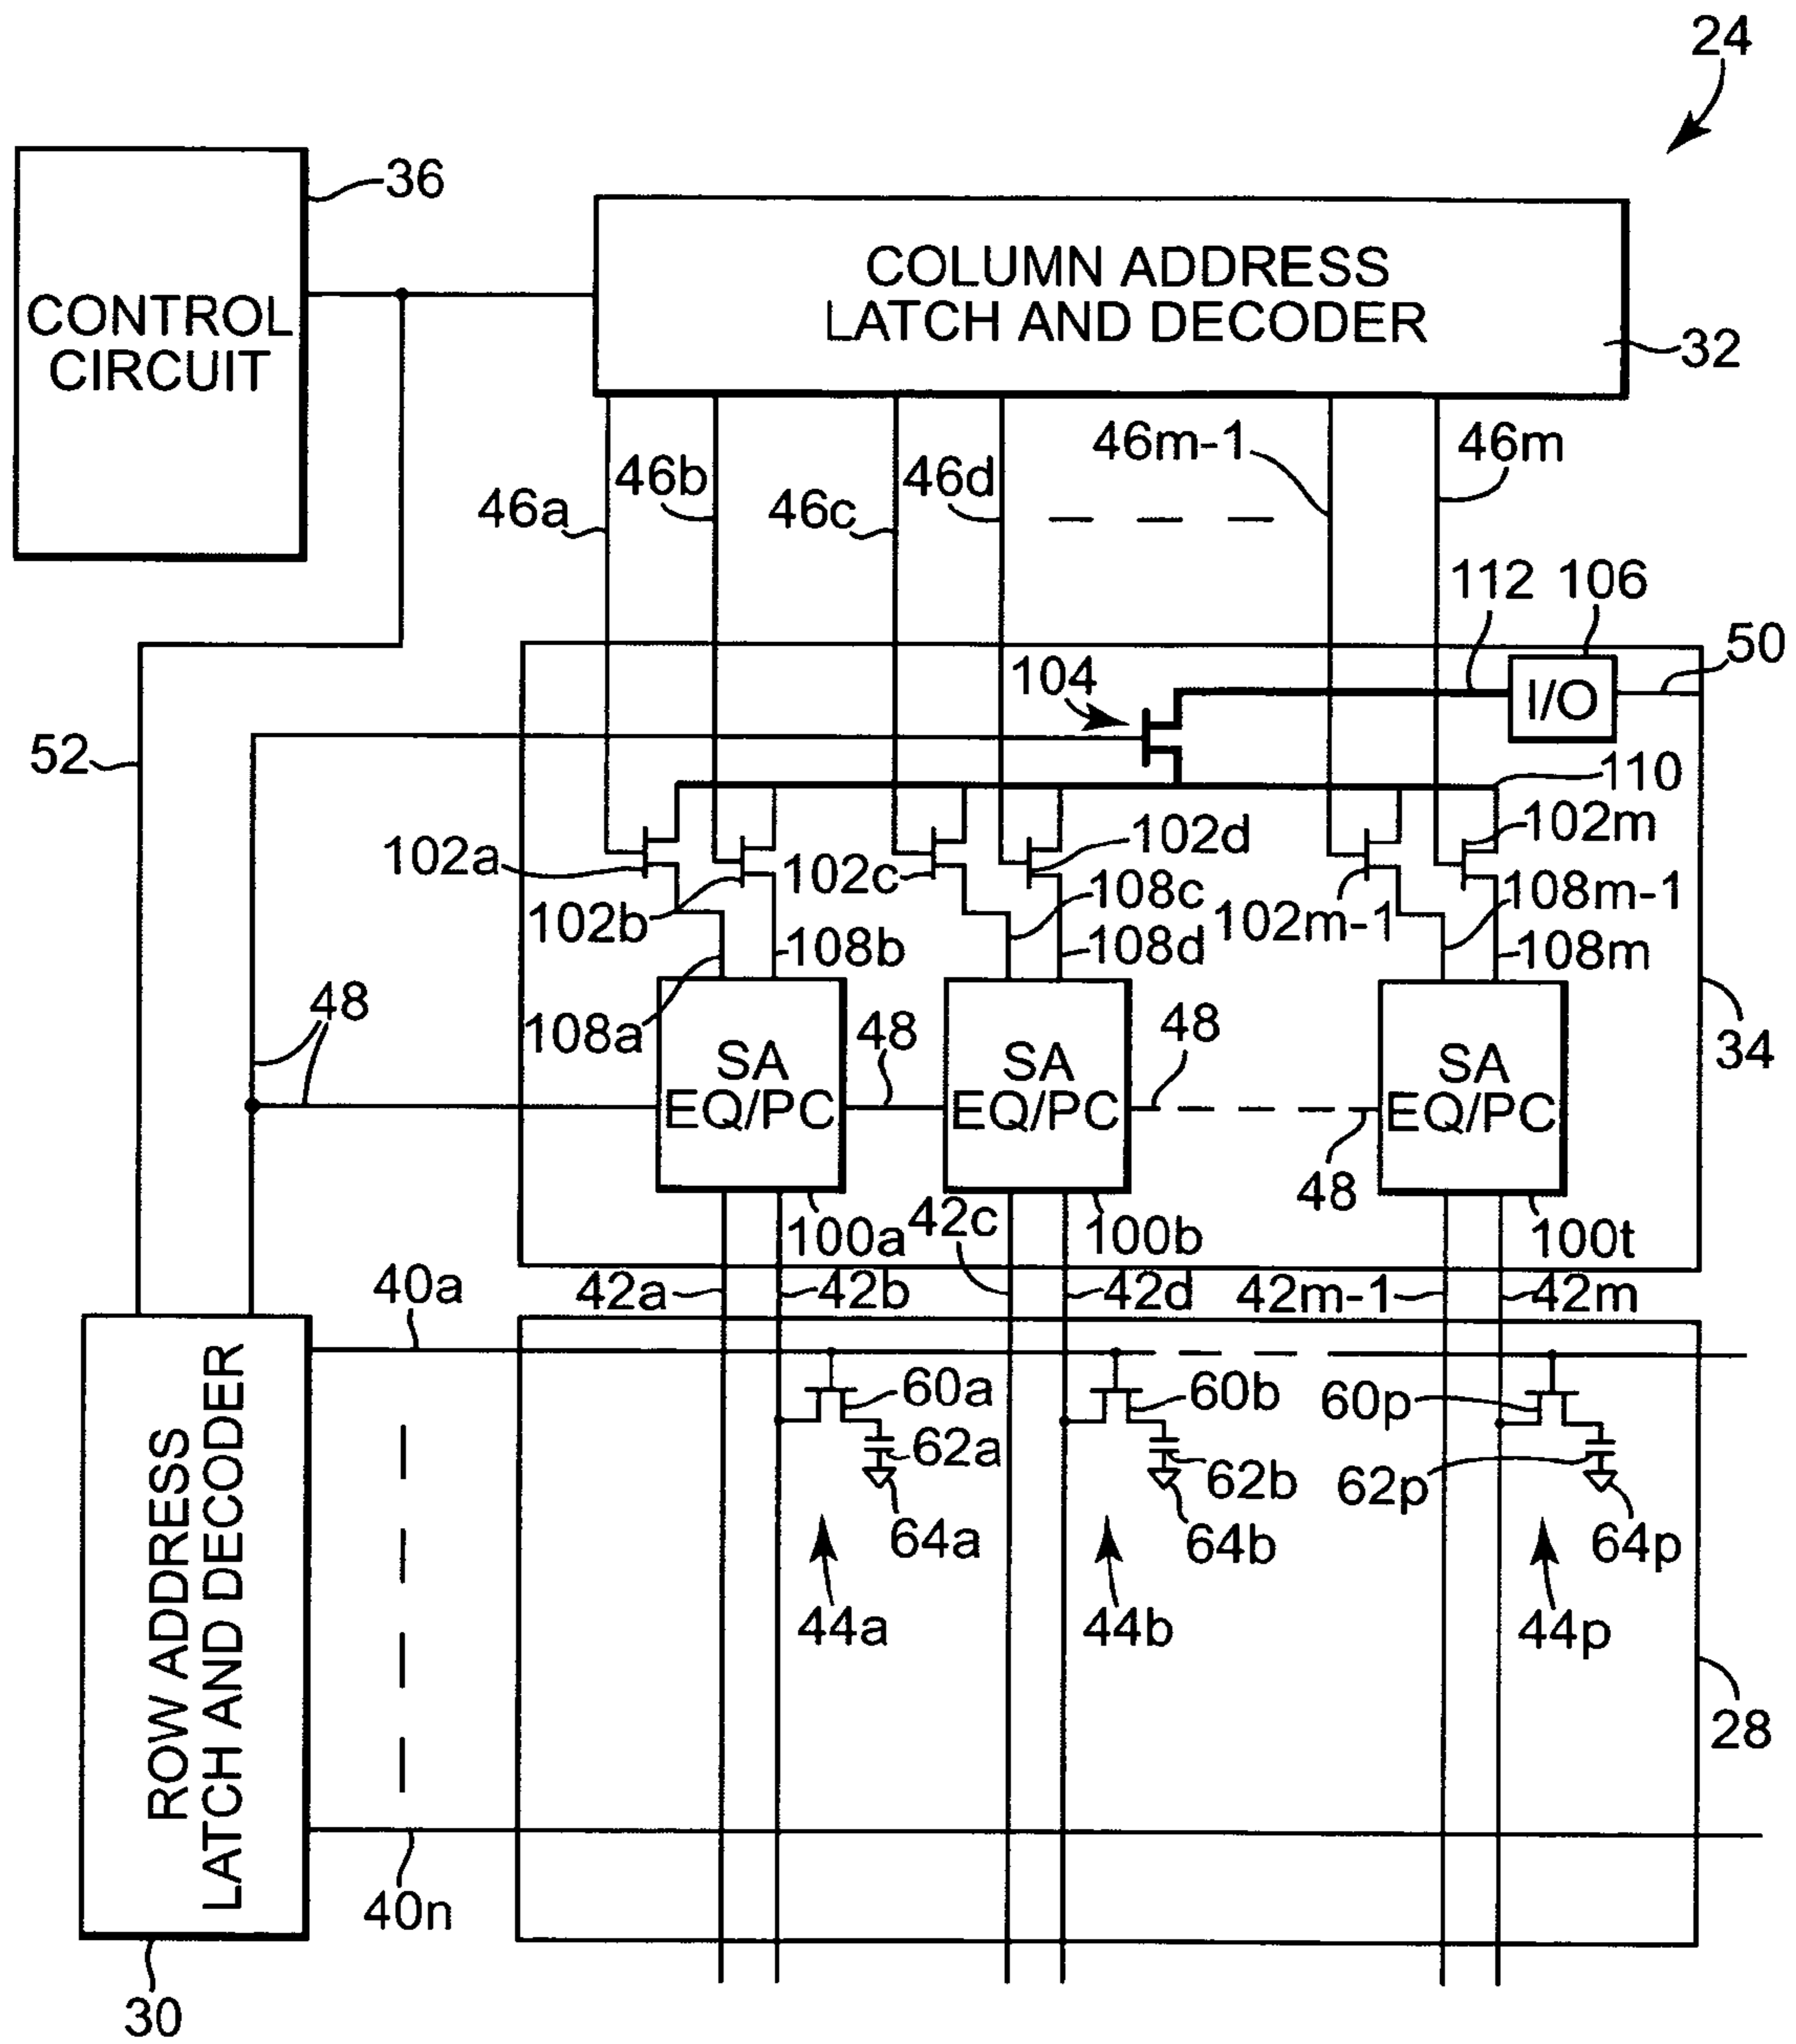 24
36
CONTROL
CIRCUIT
COLUMN ADDRESS
LATCH AND DECODER
32
46a
46b
46c
46d
46m-1
46m
112
106
50
104
I/O
52
110
102a
102b
102c
102d
102m-1
102m
108a
108b
108c
108d
108m-1
108m
48
48
48
48
34
SA
EQ/PC
SA
EQ/PC
SA
EQ/PC
100a
100b
100t
42a
42b
42c
42d
42m-1
42m
40a
60a
60b
60p
62a
62b
62p
64a
64b
64p
44a
44b
44p
ROW ADDRESS
LATCH AND DECODER
28
40n
30